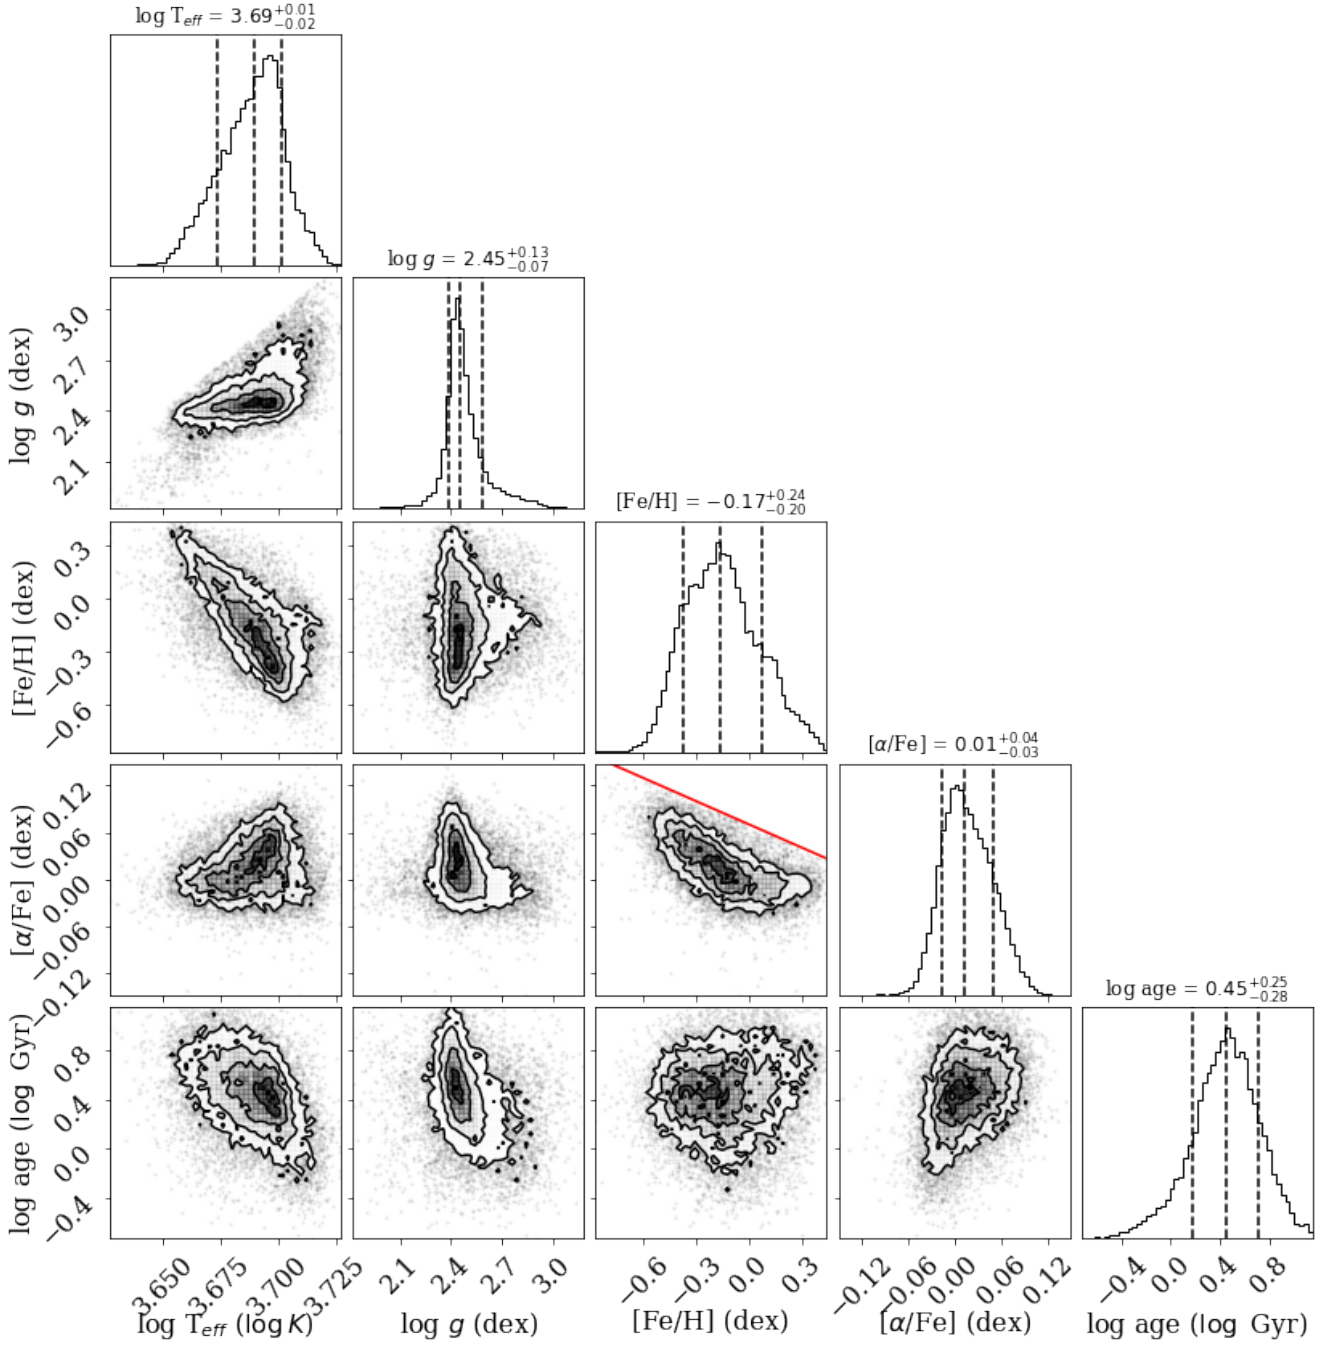 log T_eff = 3.69^{+0.01}_{−0.02}
log g = 2.45^{+0.13}_{−0.07}
3.0
2.7
2.4
2.1
log g (dex)
[Fe/H] = −0.17^{+0.24}_{−0.20}
0.3
0.0
−0.3
−0.6
[Fe/H] (dex)
[α/Fe] = 0.01^{+0.04}_{−0.03}
0.12
0.06
0.00
−0.06
−0.12
[α/Fe] (dex)
log age = 0.45^{+0.25}_{−0.28}
0.8
0.4
0.0
−0.4
log age (log Gyr)
3.650 3.675 3.700 3.725
2.1 2.4 2.7 3.0
−0.6 −0.3 0.0 0.3
−0.12 −0.06 0.00 0.06 0.12
−0.4 0.0 0.4 0.8
log T_eff (log K)
log g (dex)
[Fe/H] (dex)
[α/Fe] (dex)
log age (log Gyr)